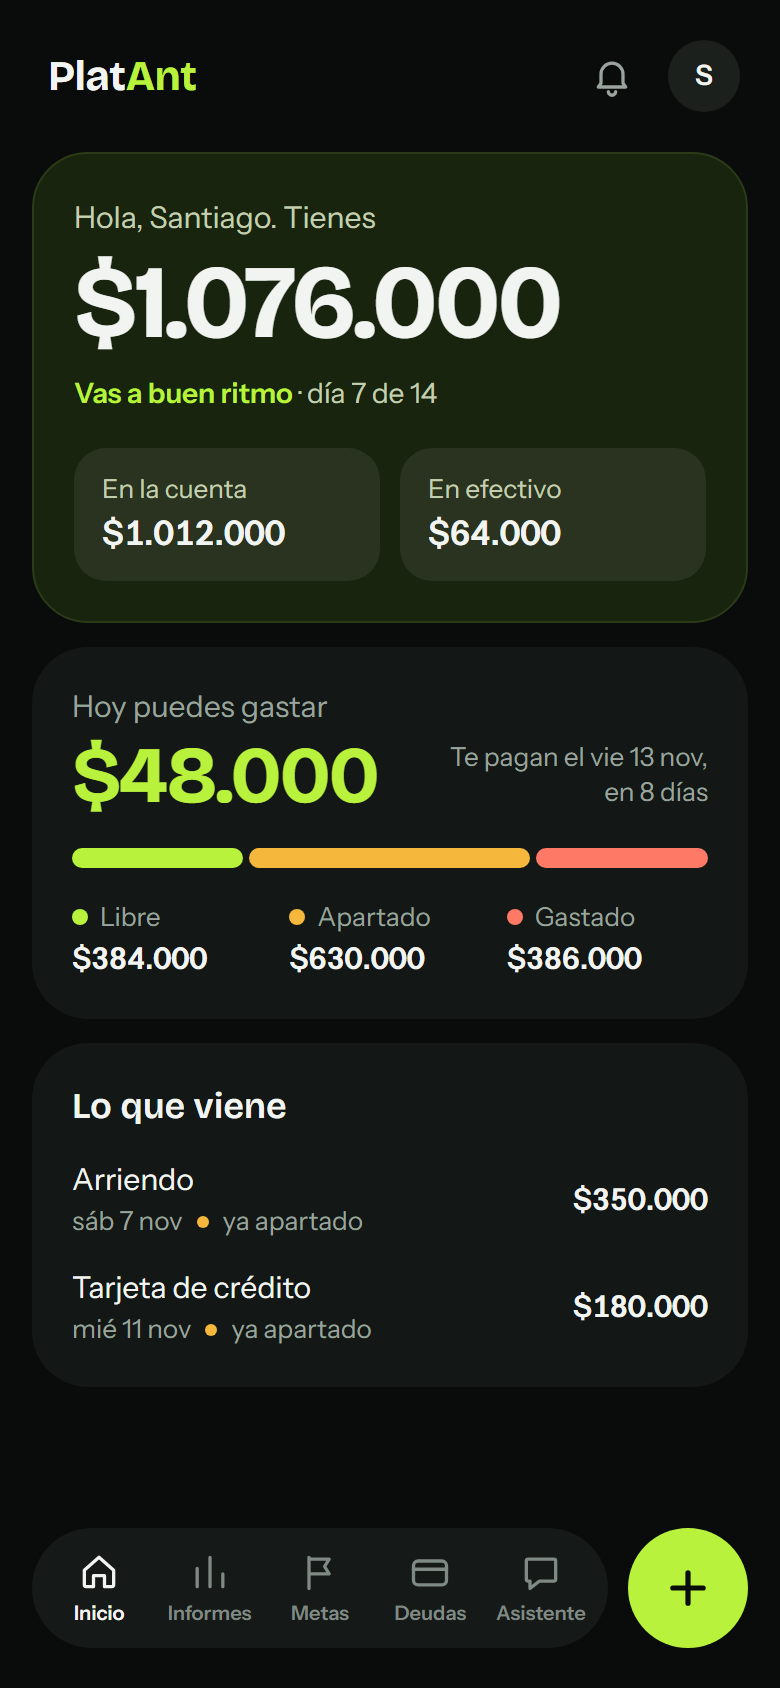 PlatAnt
S
Hola, Santiago. Tienes
$1.076.000
Vas a buen ritmo · día 7 de 14
En la cuenta
$1.012.000
En efectivo
$64.000
Hoy puedes gastar
$48.000
Te pagan el vie 13 nov,
en 8 días
Libre
$384.000
Apartado
$630.000
Gastado
$386.000
Lo que viene
Arriendo
sáb 7 nov • ya apartado
$350.000
Tarjeta de crédito
mié 11 nov • ya apartado
$180.000
Inicio
Informes
Metas
Deudas
Asistente